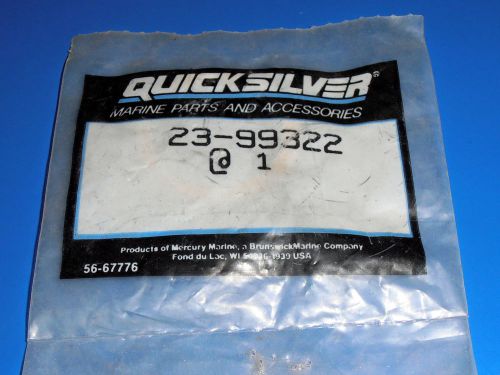 QUICKSILVER®
MARINE PARTS AND ACCESSORIES
23-99322
@ 1
Products of Mercury Marine, a Brunswick Marine Company
Fond du Lac, WI 54936-1939 USA
56-67776